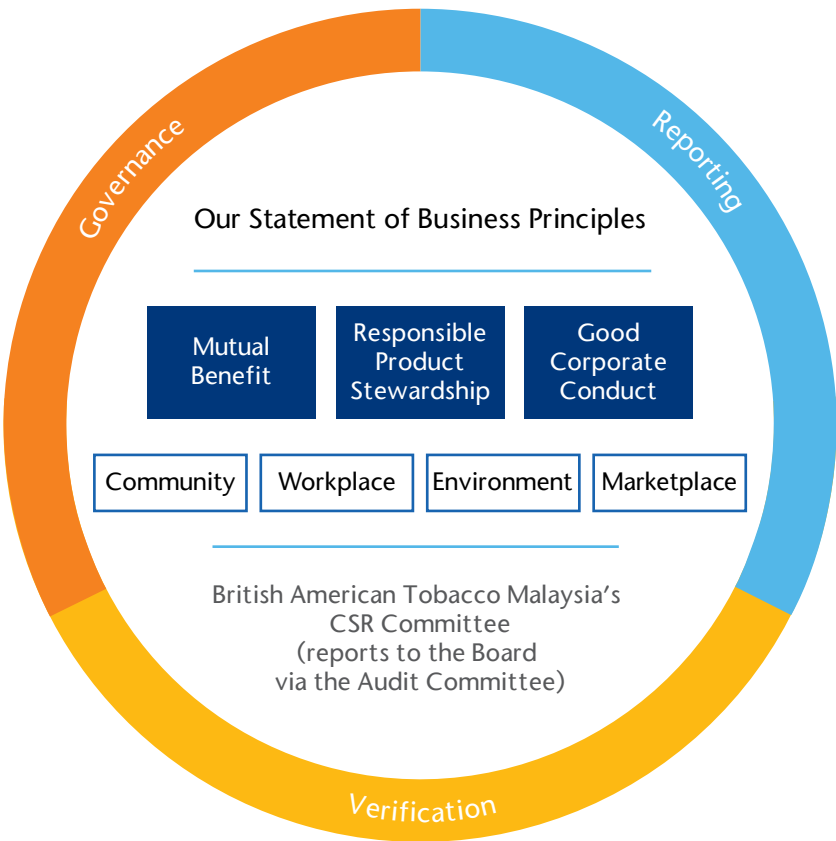 Governance
Reporting
Our Statement of Business Principles
Mutual
Benefit
Responsible
Product
Stewardship
Good
Corporate
Conduct
Community
Workplace
Environment
Marketplace
British American Tobacco Malaysia's
CSR Committee
(reports to the Board
via the Audit Committee)
Verification